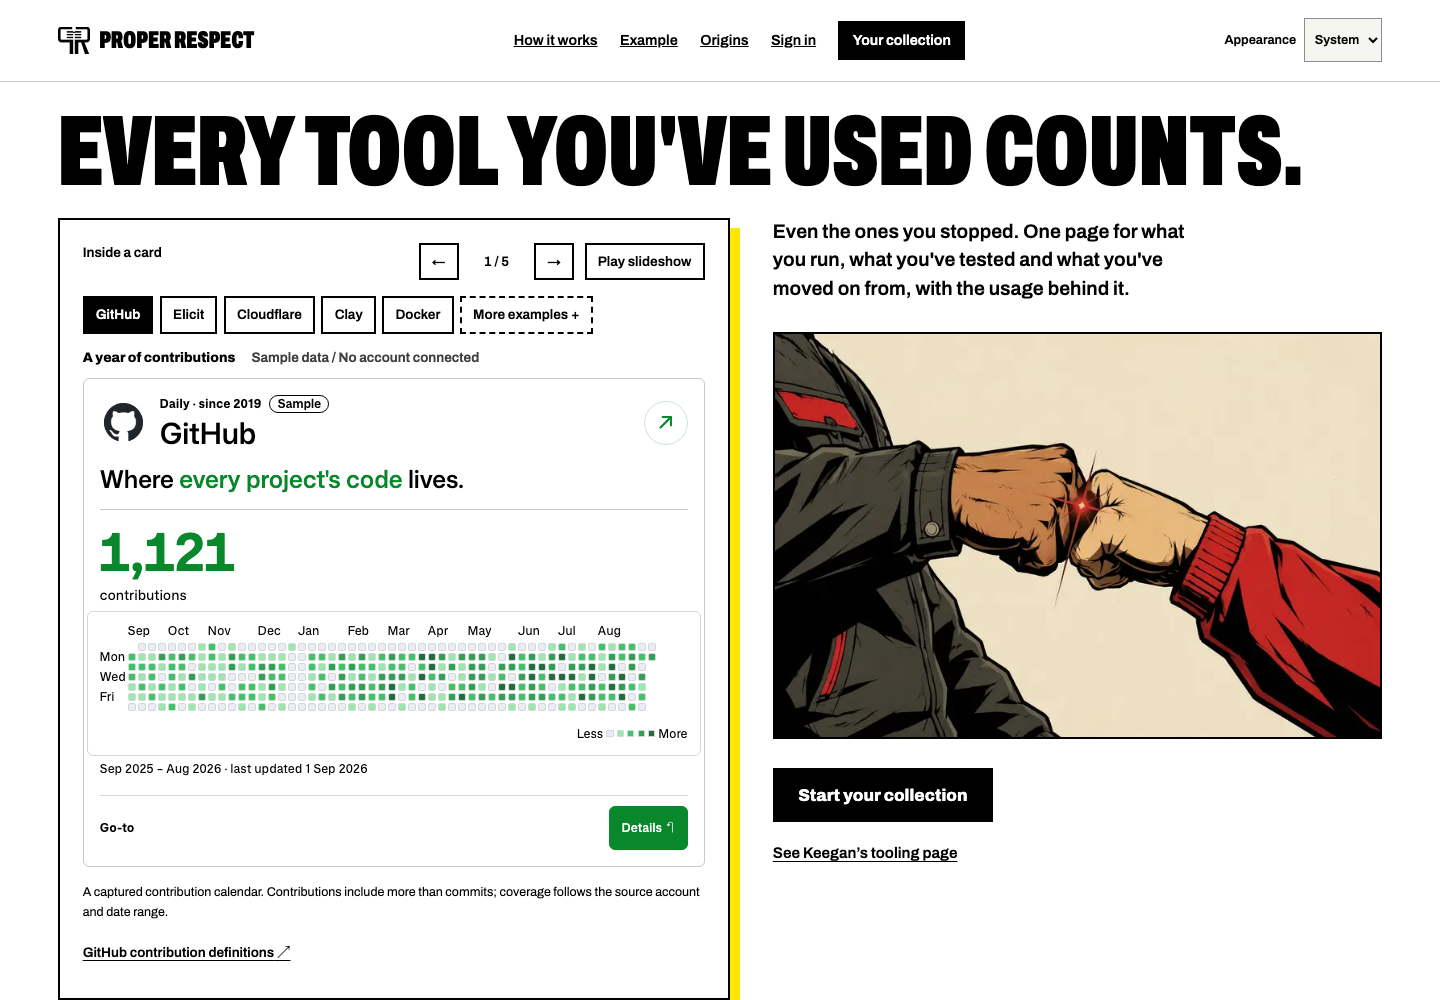 PROPER RESPECT
How it works
Example
Origins
Sign in
Your collection
Appearance
System
EVERY TOOL YOU'VE USED COUNTS.
Inside a card
←
1 / 5
→
Play slideshow
GitHub
Elicit
Cloudflare
Clay
Docker
More examples +
A year of contributions
Sample data / No account connected
Daily · since 2019
Sample
GitHub
Where every project's code lives.
1,121
contributions
Sep Oct Nov Dec Jan Feb Mar Apr May Jun Jul Aug
Mon
Wed
Fri
Less
More
Sep 2025 – Aug 2026 · last updated 1 Sep 2026
Go-to
Details
A captured contribution calendar. Contributions include more than commits; coverage follows the source account
and date range.
GitHub contribution definitions ↗
Even the ones you stopped. One page for what
you run, what you've tested and what you've
moved on from, with the usage behind it.
Start your collection
See Keegan’s tooling page